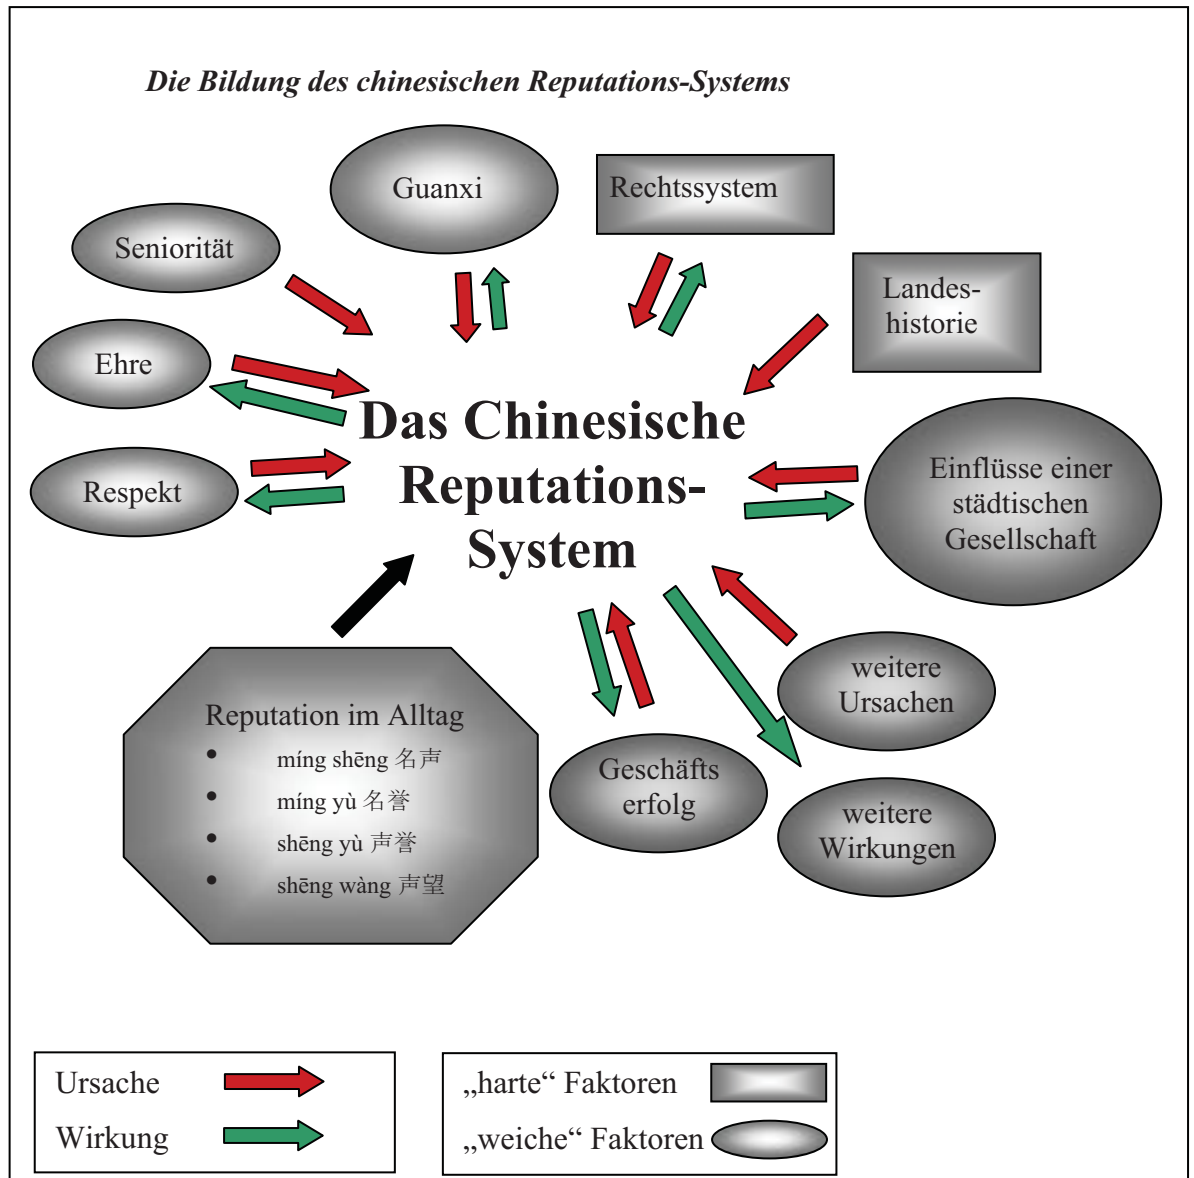 Die Bildung des chinesischen Reputations-Systems
Guanxi
Rechtssystem
Seniorität
Landes-
historie
Ehre
Das Chinesische
Reputations-
System
Respekt
Einflüsse einer
städtischen
Gesellschaft
weitere
Ursachen
Reputation im Alltag
• míng shēng 名声
• míng yù 名誉
• shēng yù 声誉
• shēng wàng 声望
Geschäfts
erfolg
weitere
Wirkungen
Ursache
Wirkung
„harte“ Faktoren
„weiche“ Faktoren